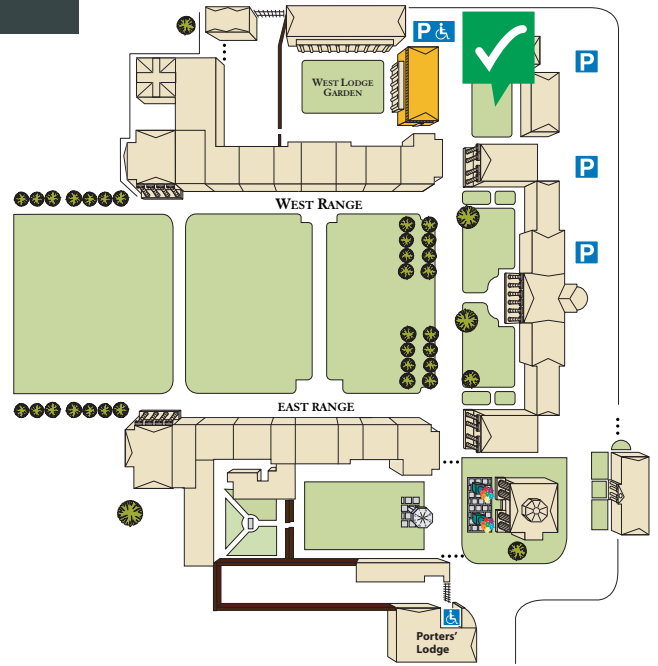 P
WEST LODGE
GARDEN
P
P
WEST RANGE
P
EAST RANGE
Porters'
Lodge